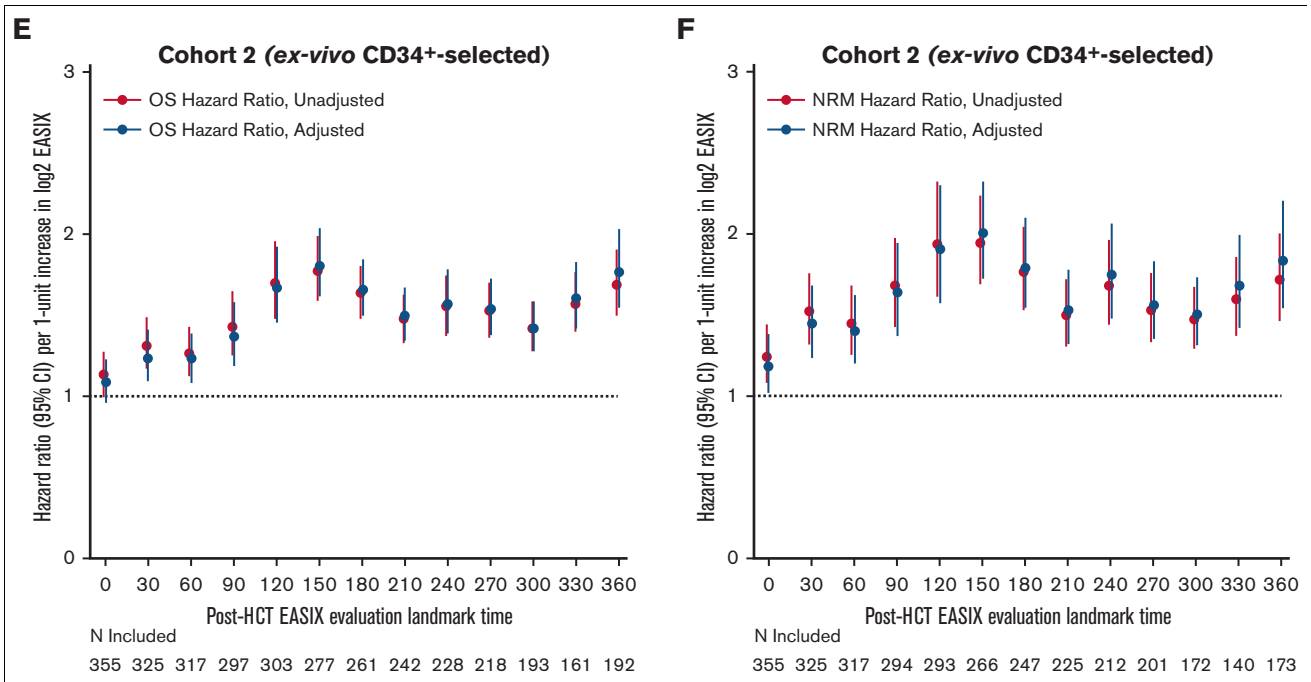 E
Cohort 2 (ex-vivo CD34+-selected)
3
OS Hazard Ratio, Unadjusted
OS Hazard Ratio, Adjusted
2
1
0
Hazard ratio (95% CI) per 1-unit increase in log2 EASIX
0 30 60 90 120 150 180 210 240 270 300 330 360
Post-HCT EASIX evaluation landmark time
N Included
355 325 317 297 303 277 261 242 228 218 193 161 192
F
Cohort 2 (ex-vivo CD34+-selected)
3
NRM Hazard Ratio, Unadjusted
NRM Hazard Ratio, Adjusted
2
1
0
Hazard ratio (95% CI) per 1-unit increase in log2 EASIX
0 30 60 90 120 150 180 210 240 270 300 330 360
Post-HCT EASIX evaluation landmark time
N Included
355 325 317 294 293 266 247 225 212 201 172 140 173